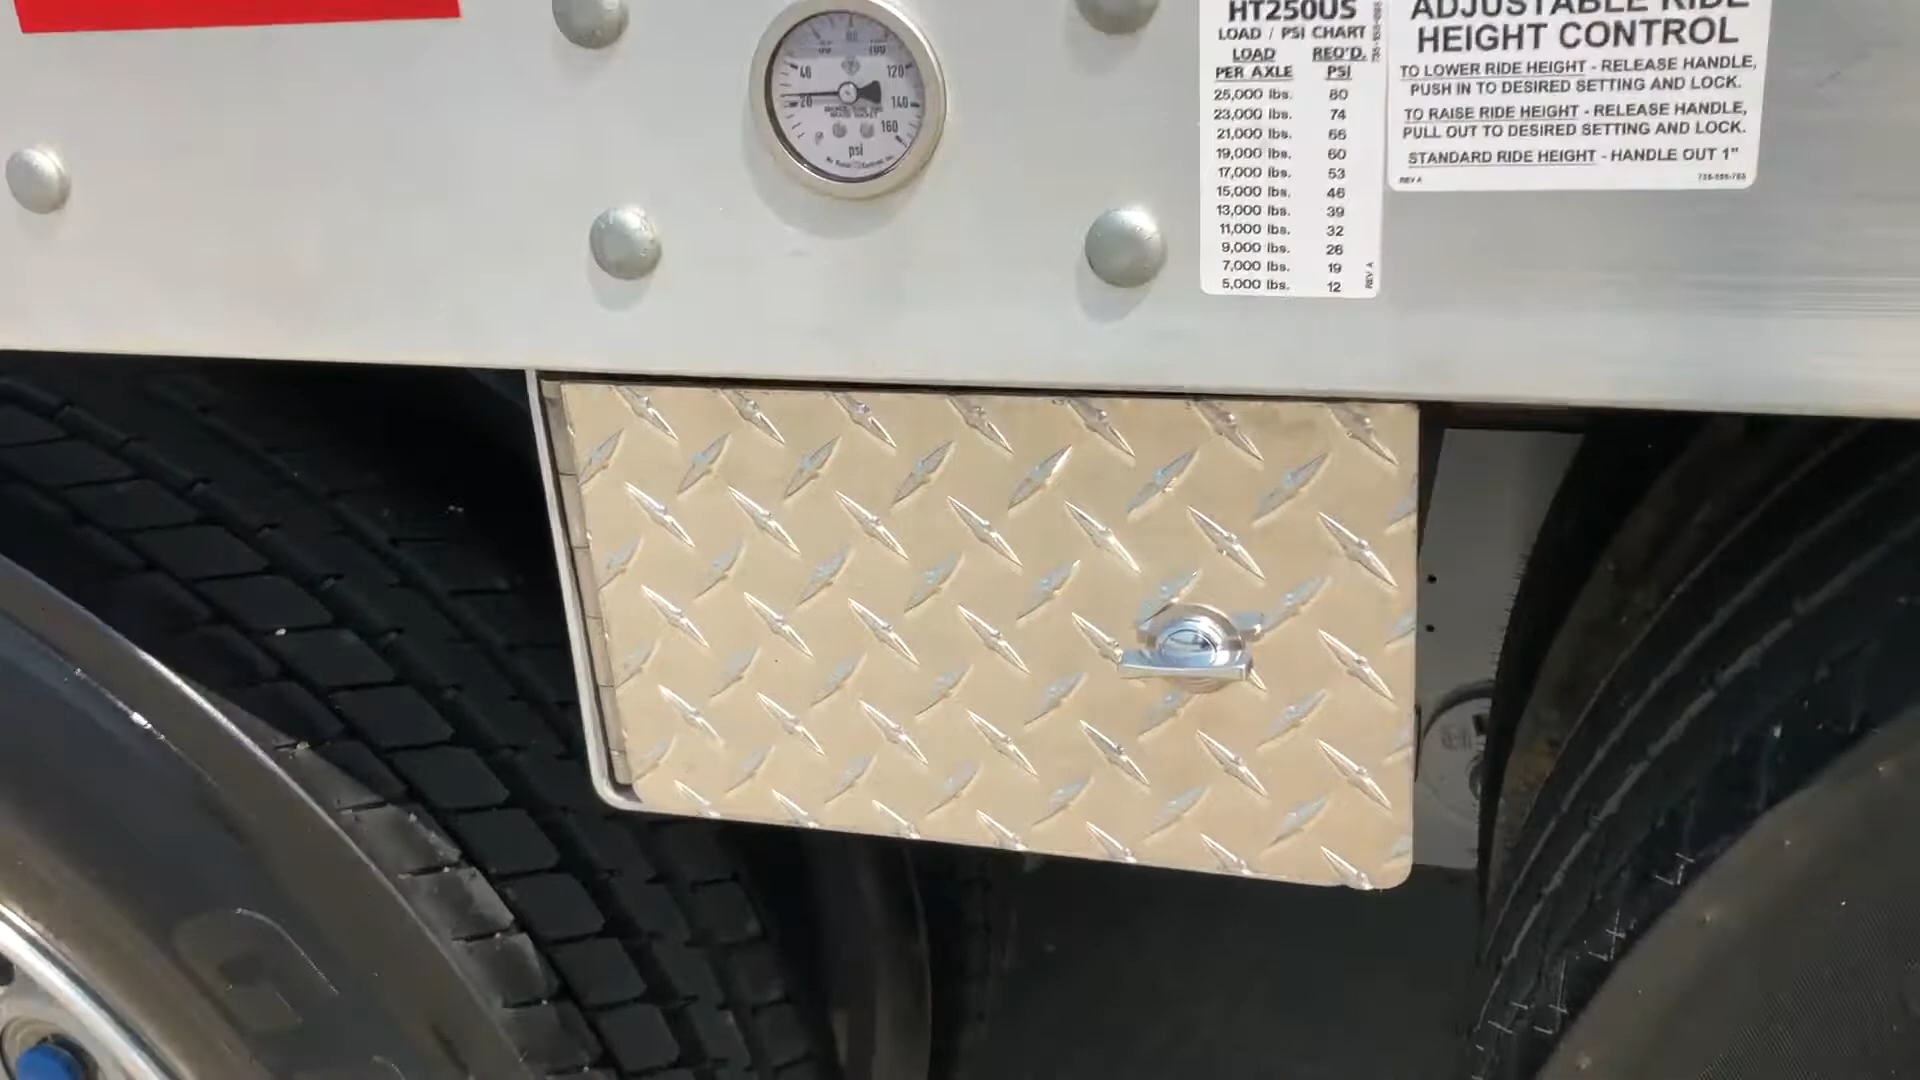 80
60
100
40
120
20
140
160
psi
HT250US
LOAD / PSI CHART
LOAD REQ'D.
PER AXLE PSI
25,000 lbs. 80
23,000 lbs. 74
21,000 lbs. 66
19,000 lbs. 60
17,000 lbs. 53
15,000 lbs. 46
13,000 lbs. 39
11,000 lbs. 32
9,000 lbs. 26
7,000 lbs. 19
5,000 lbs. 12
REV A
ADJUSTABLE RIDE
HEIGHT CONTROL
TO LOWER RIDE HEIGHT - RELEASE HANDLE,
PUSH IN TO DESIRED SETTING AND LOCK.
TO RAISE RIDE HEIGHT - RELEASE HANDLE,
PULL OUT TO DESIRED SETTING AND LOCK.
STANDARD RIDE HEIGHT - HANDLE OUT 1"
REV A